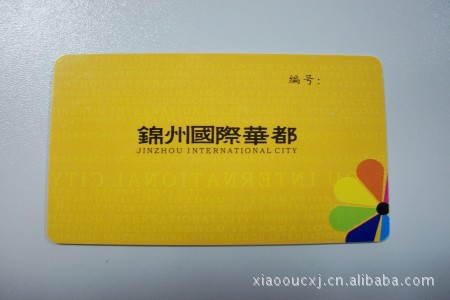 编号:
錦州國際華都
JINZHOU INTERNATIONAL CITY
xiaooucxj.cn.alibaba.com